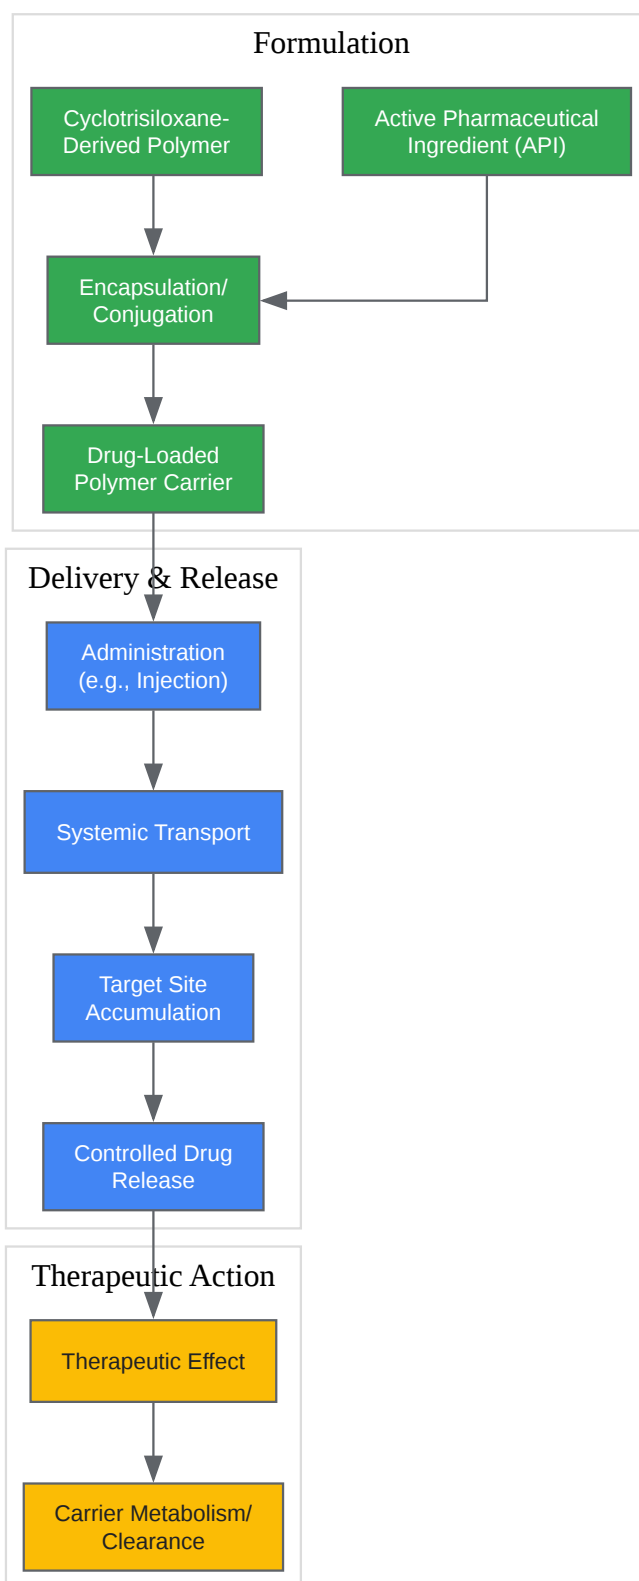 Formulation
Cyclotrisiloxane-
Derived Polymer
Active Pharmaceutical
Ingredient (API)
Encapsulation/
Conjugation
Drug-Loaded
Polymer Carrier
Delivery & Release
Administration
(e.g., Injection)
Systemic Transport
Target Site
Accumulation
Controlled Drug
Release
Therapeutic Action
Therapeutic Effect
Carrier Metabolism/
Clearance